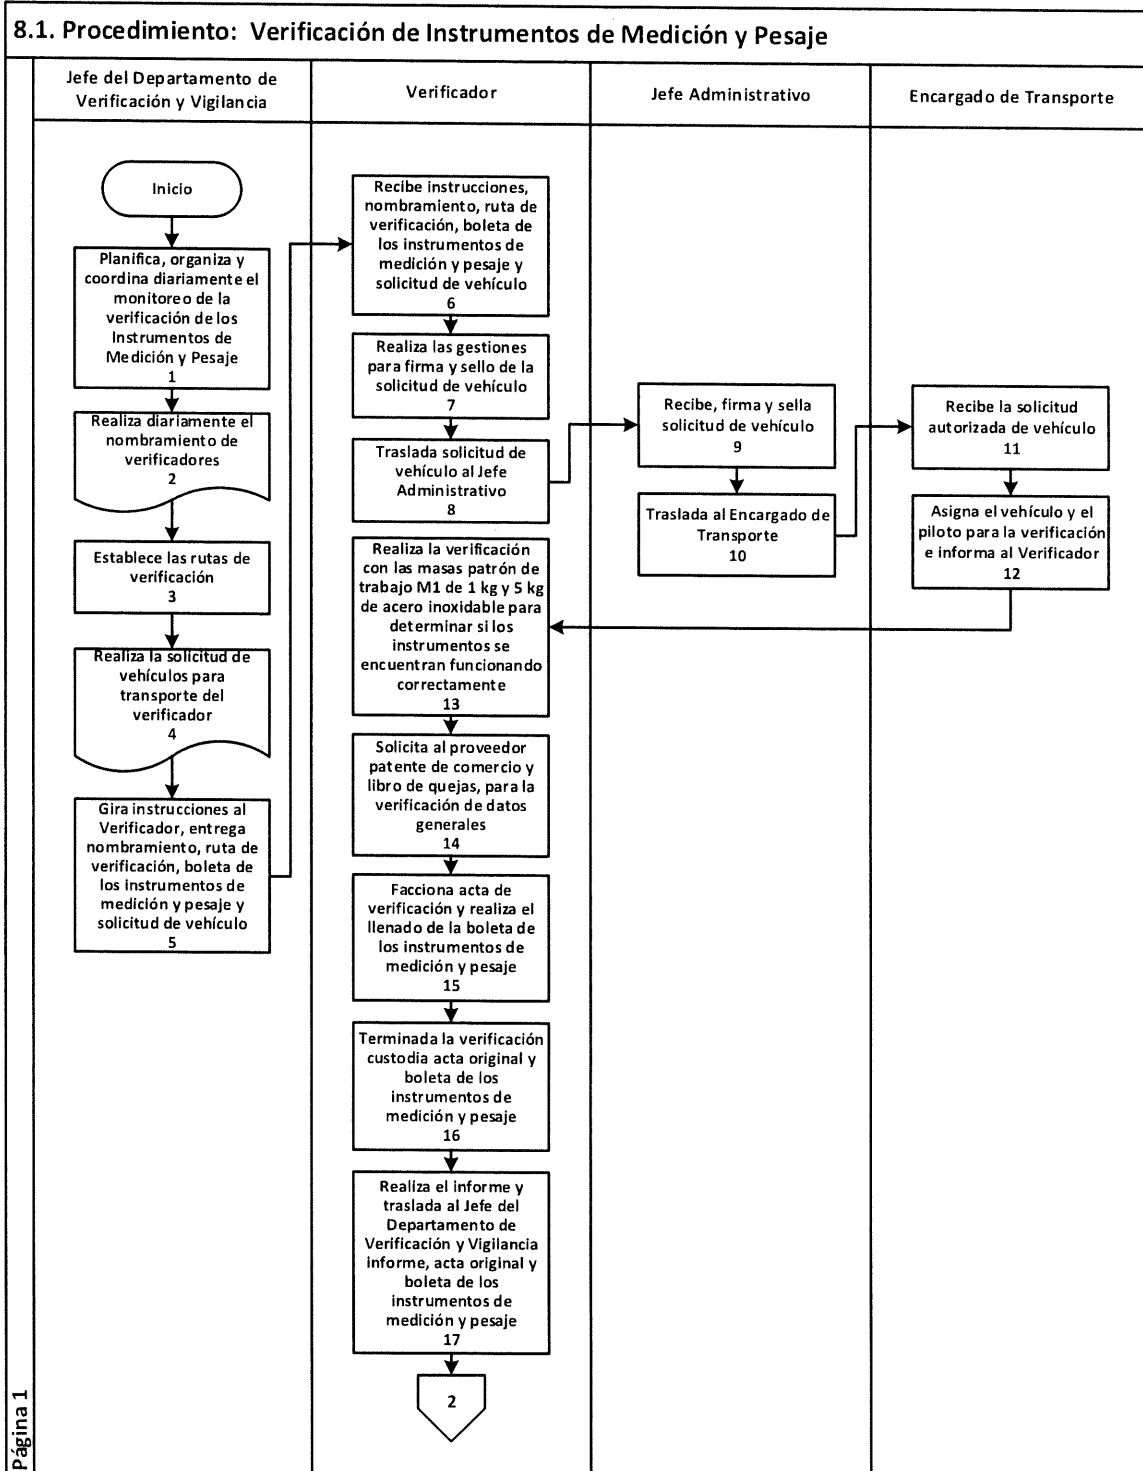 8.1. Procedimiento: Verificación de Instrumentos de Medición y Pesaje
Jefe del Departamento de
Verificación y Vigilancia
Verificador
Jefe Administrativo
Encargado de Transporte
Inicio
Planifica, organiza y
coordina diariamente el
monitoreo de la
verificación de los
Instrumentos de
Medición y Pesaje
1
Realiza diariamente el
nombramiento de
verificadores
2
Establece las rutas de
verificación
3
Realiza la solicitud de
vehículos para
transporte del
verificador
4
Gira instrucciones al
Verificador, entrega
nombramiento, ruta de
verificación, boleta de
los instrumentos de
medición y pesaje y
solicitud de vehículo
5
Recibe instrucciones,
nombramiento, ruta de
verificación, boleta de
los instrumentos de
medición y pesaje y
solicitud de vehículo
6
Realiza las gestiones
para firma y sello de la
solicitud de vehículo
7
Traslada solicitud de
vehículo al Jefe
Administrativo
8
Recibe, firma y sella
solicitud de vehículo
9
Traslada al Encargado de
Transporte
10
Recibe la solicitud
autorizada de vehículo
11
Asigna el vehículo y el
piloto para la verificación
e informa al Verificador
12
Realiza la verificación
con las masas patrón de
trabajo M1 de 1 kg y 5 kg
de acero inoxidable para
determinar si los
instrumentos se
encuentran funcionando
correctamente
13
Solicita al proveedor
patente de comercio y
libro de quejas, para la
verificación de datos
generales
14
Facciona acta de
verificación y realiza el
llenado de la boleta de
los instrumentos de
medición y pesaje
15
Terminada la verificación
custodia acta original y
boleta de los
instrumentos de
medición y pesaje
16
Realiza el informe y
traslada al Jefe del
Departamento de
Verificación y Vigilancia
informe, acta original y
boleta de los
instrumentos de
medición y pesaje
17
2
Página 1